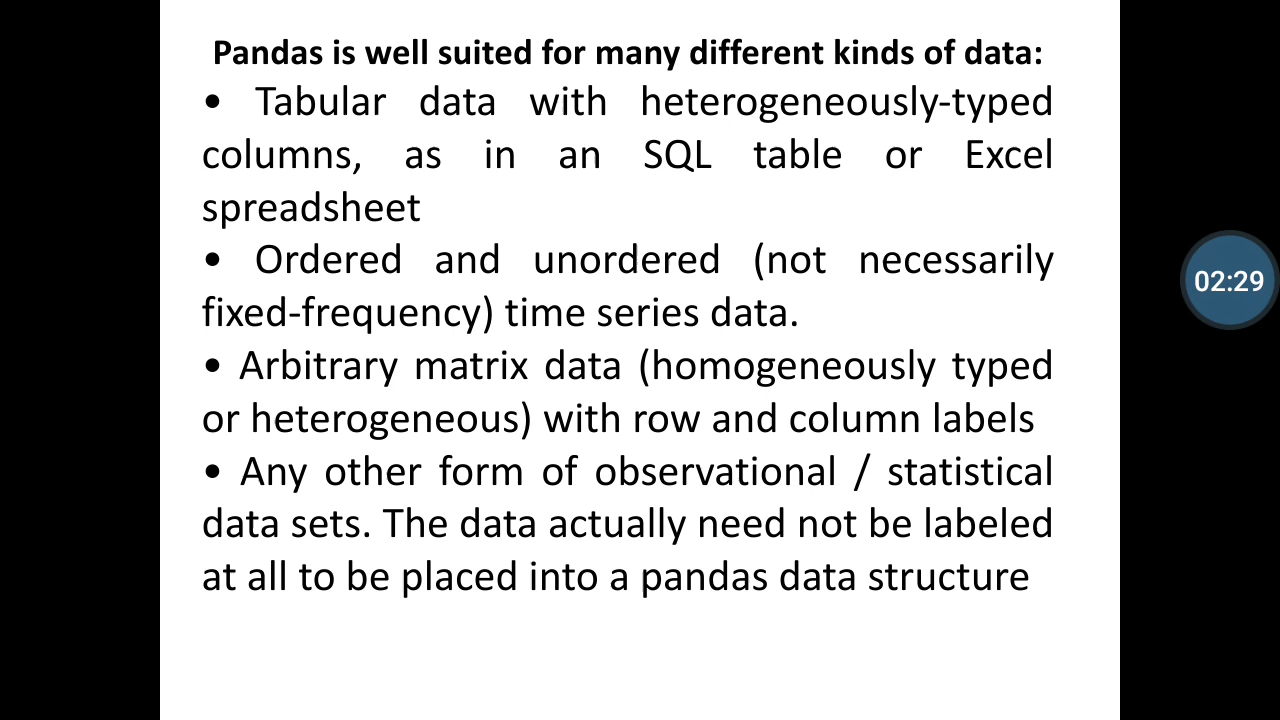 Pandas is well suited for many different kinds of data:
• Tabular data with heterogeneously-typed
columns, as in an SQL table or Excel
spreadsheet
• Ordered and unordered (not necessarily
fixed-frequency) time series data.
• Arbitrary matrix data (homogeneously typed
or heterogeneous) with row and column labels
• Any other form of observational / statistical
data sets. The data actually need not be labeled
at all to be placed into a pandas data structure
02:29